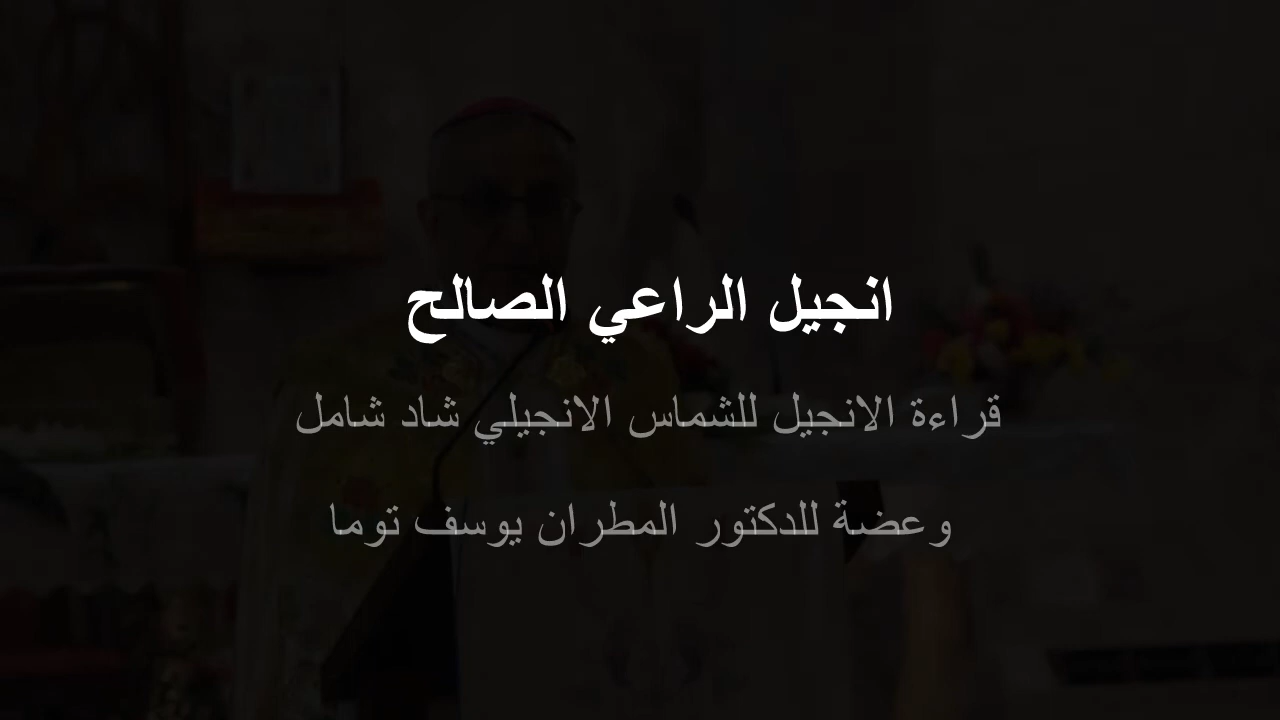 انجيل الراعي الصالح
قراءة الانجيل للشماس الانجيلي شاد شامل
وعضة للدكتور المطران يوسف توما